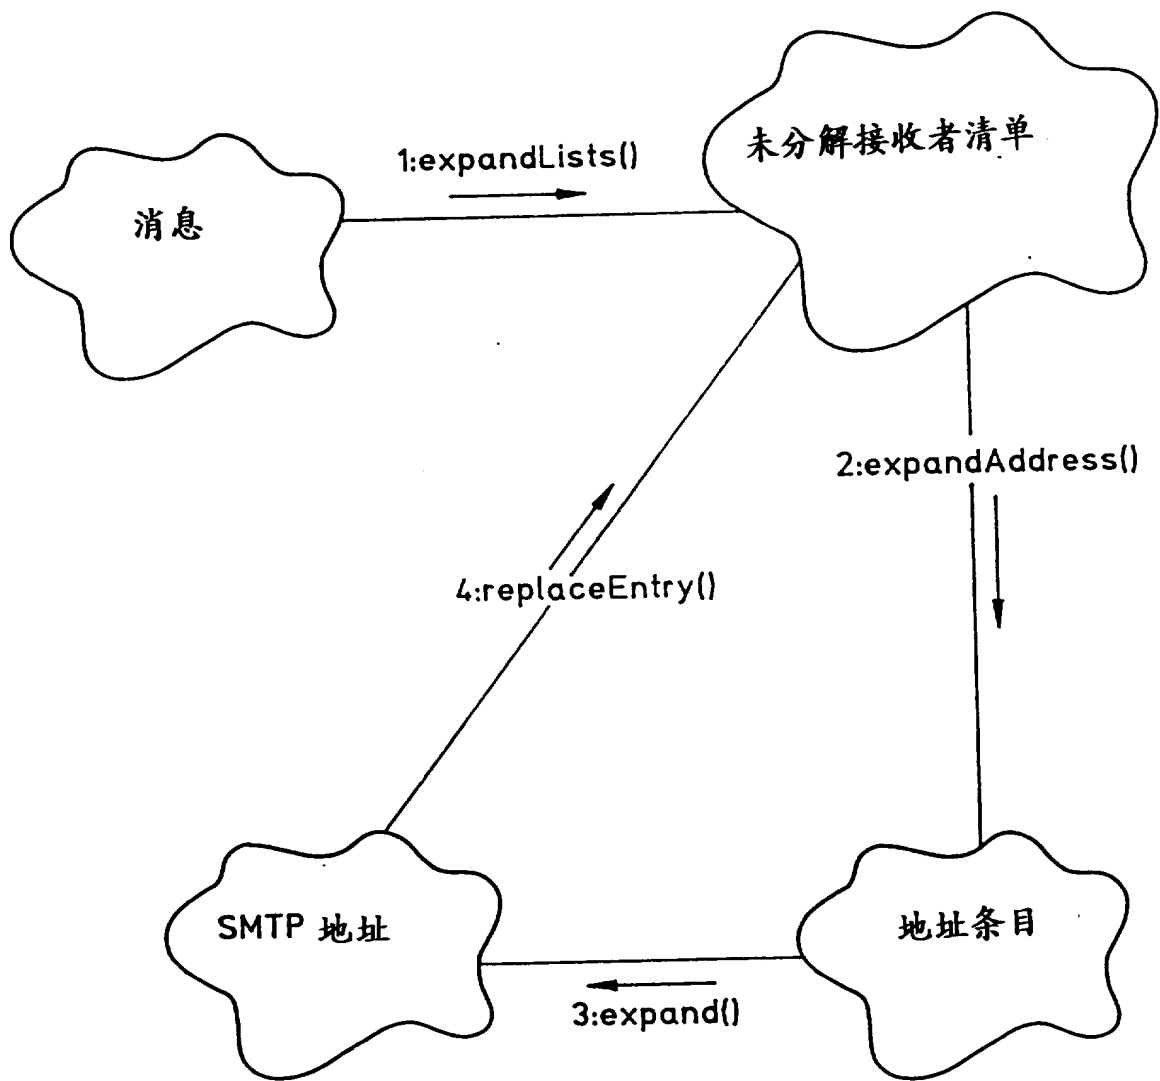 未分解接收者清单
1:expandLists()
消息
2:expandAddress()
4:replaceEntry()
SMTP 地址
地址条目
3:expand()